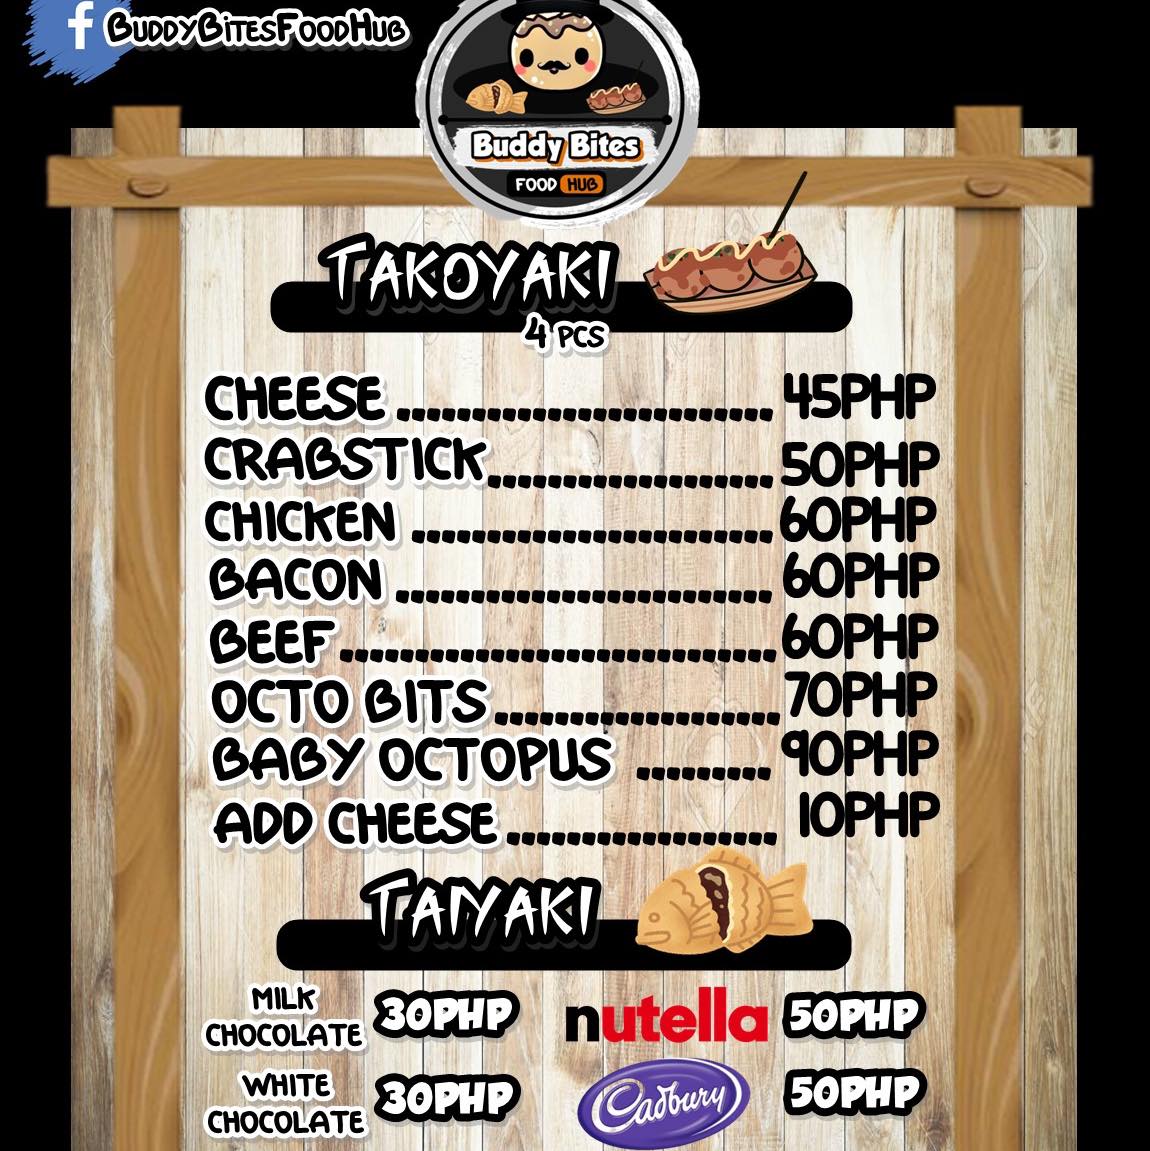 f BuddyBitesFoodHub
Buddy Bites
FOOD HUB
TAKOYAKI
4 PCS
CHEESE ........................ 45PHP
CRABSTICK................... 50PHP
CHICKEN ........................ 60PHP
BACON ......................... 60PHP
BEEF............................. 60PHP
OCTO BITS................... 70PHP
BABY OCTOPUS ......... 90PHP
ADD CHEESE.................. 10PHP
TAIYAKI
MILK CHOCOLATE 30PHP
nutella 50PHP
WHITE CHOCOLATE 30PHP
Cadbury 50PHP